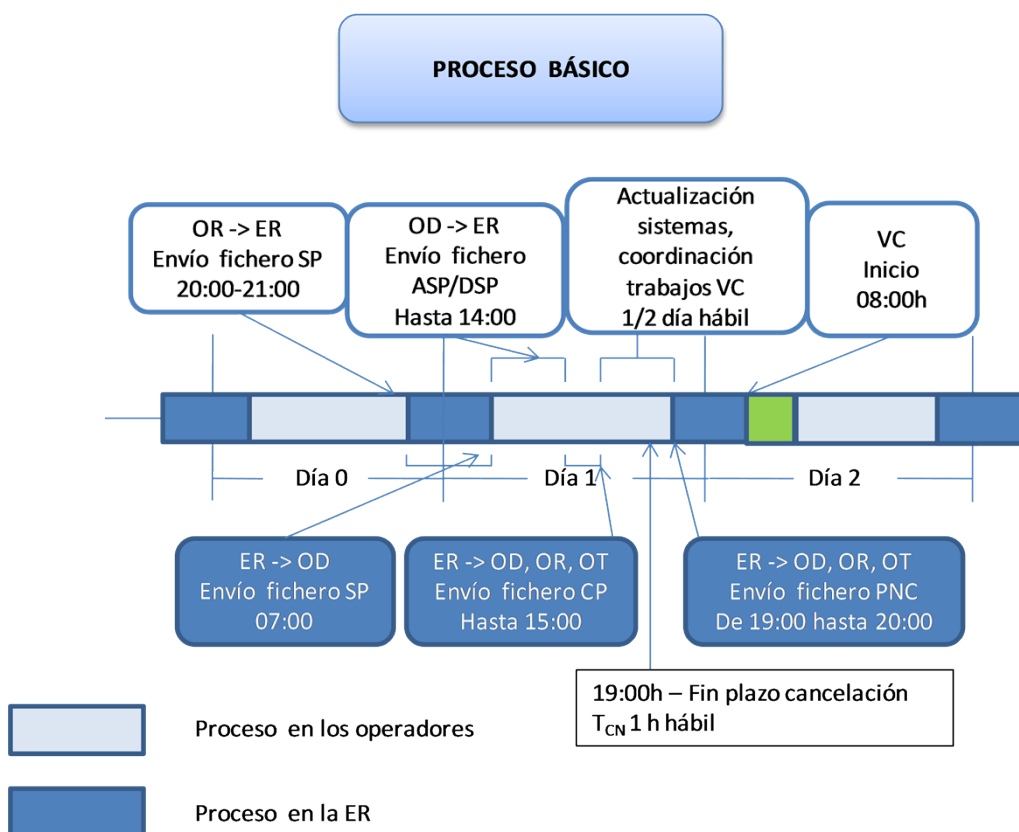 PROCESO BÁSICO
OR -> ER
Envío fichero SP
20:00-21:00
OD -> ER
Envío fichero
ASP/DSP
Hasta 14:00
Actualización
sistemas,
coordinación
trabajos VC
1/2 día hábil
VC
Inicio
08:00h
Día 0
Día 1
Día 2
ER -> OD
Envío fichero SP
07:00
ER -> OD, OR, OT
Envío fichero CP
Hasta 15:00
ER -> OD, OR, OT
Envío fichero PNC
De 19:00 hasta 20:00
19:00h – Fin plazo cancelación
TCN 1 h hábil
Proceso en los operadores
Proceso en la ER